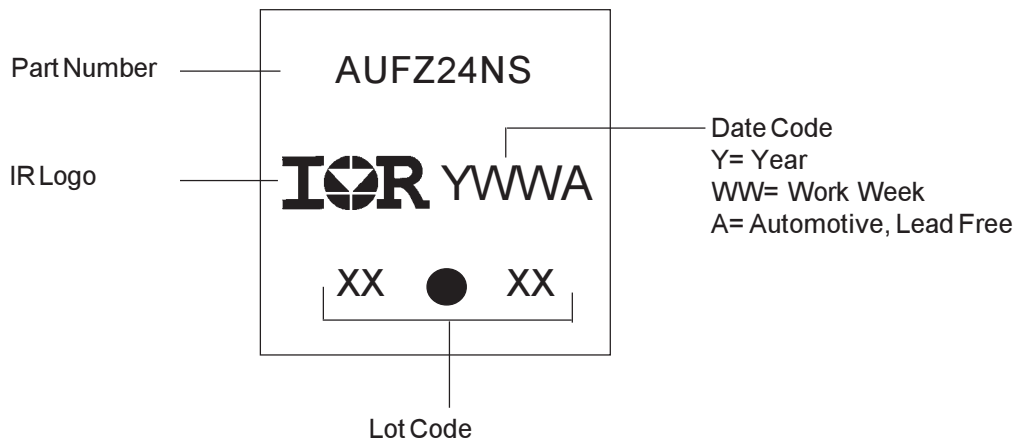 Part Number
AUFZ24NS
IR Logo
IOR YWWA
Date Code
Y= Year
WW= Work Week
A= Automotive, Lead Free
XX XX
Lot Code